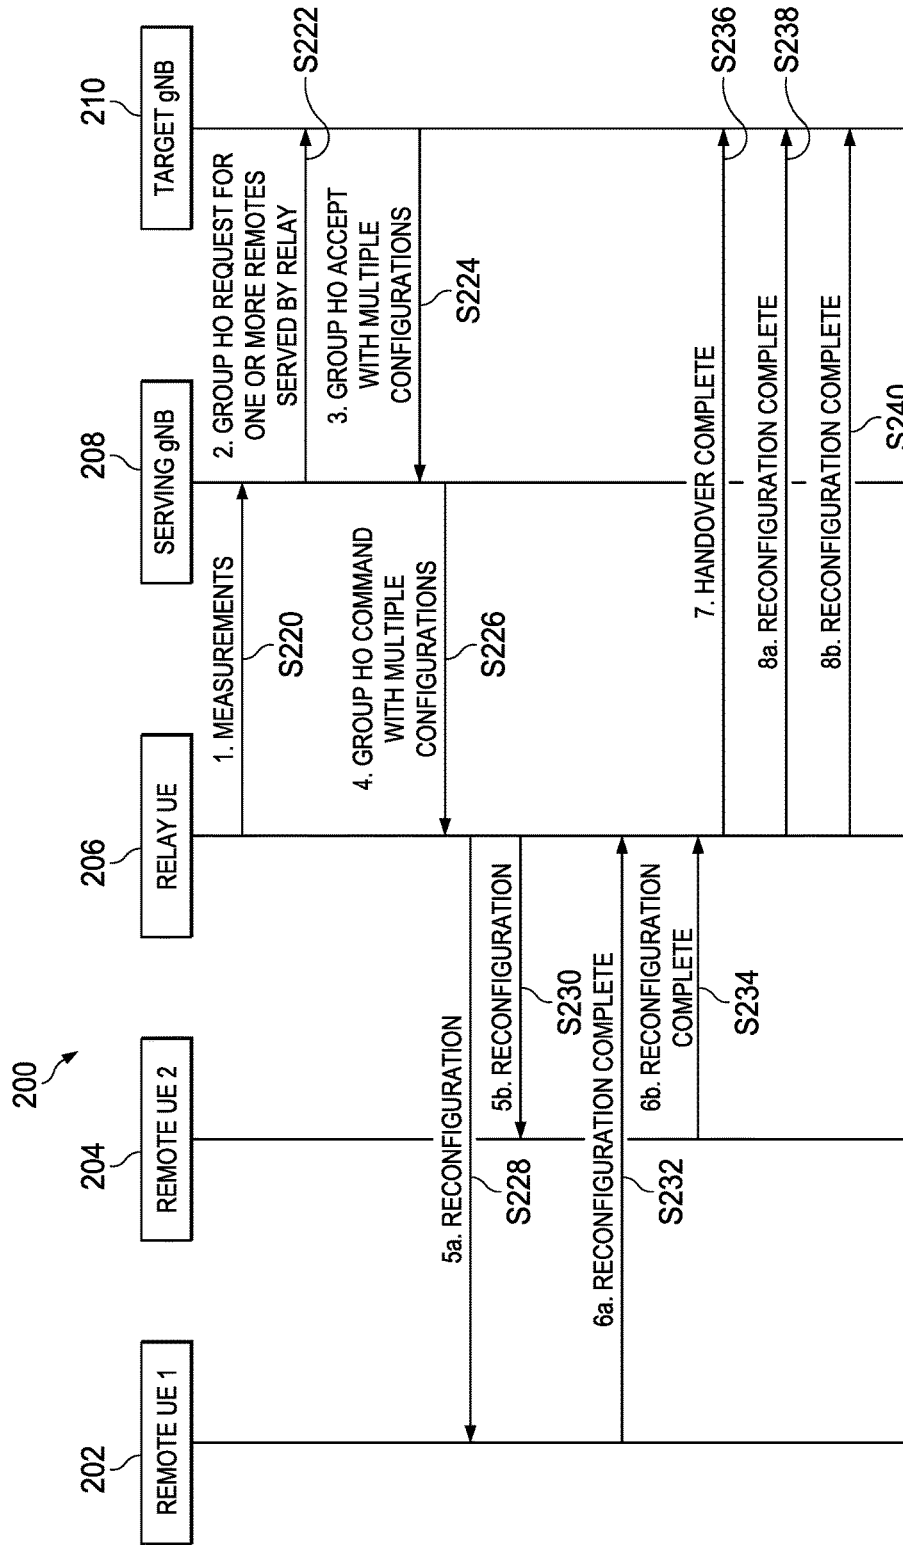 200
202
REMOTE UE 1
204
REMOTE UE 2
206
RELAY UE
208
SERVING gNB
210
TARGET gNB
1. MEASUREMENTS
S220
2. GROUP HO REQUEST FOR
ONE OR MORE REMOTES
SERVED BY RELAY
S222
3. GROUP HO ACCEPT
WITH MULTIPLE
CONFIGURATIONS
S224
4. GROUP HO COMMAND
WITH MULTIPLE
CONFIGURATIONS
S226
5a. RECONFIGURATION
S228
5b. RECONFIGURATION
S230
6a. RECONFIGURATION COMPLETE
S232
6b. RECONFIGURATION
COMPLETE
S234
7. HANDOVER COMPLETE
S236
8a. RECONFIGURATION COMPLETE
S238
8b. RECONFIGURATION COMPLETE
S240